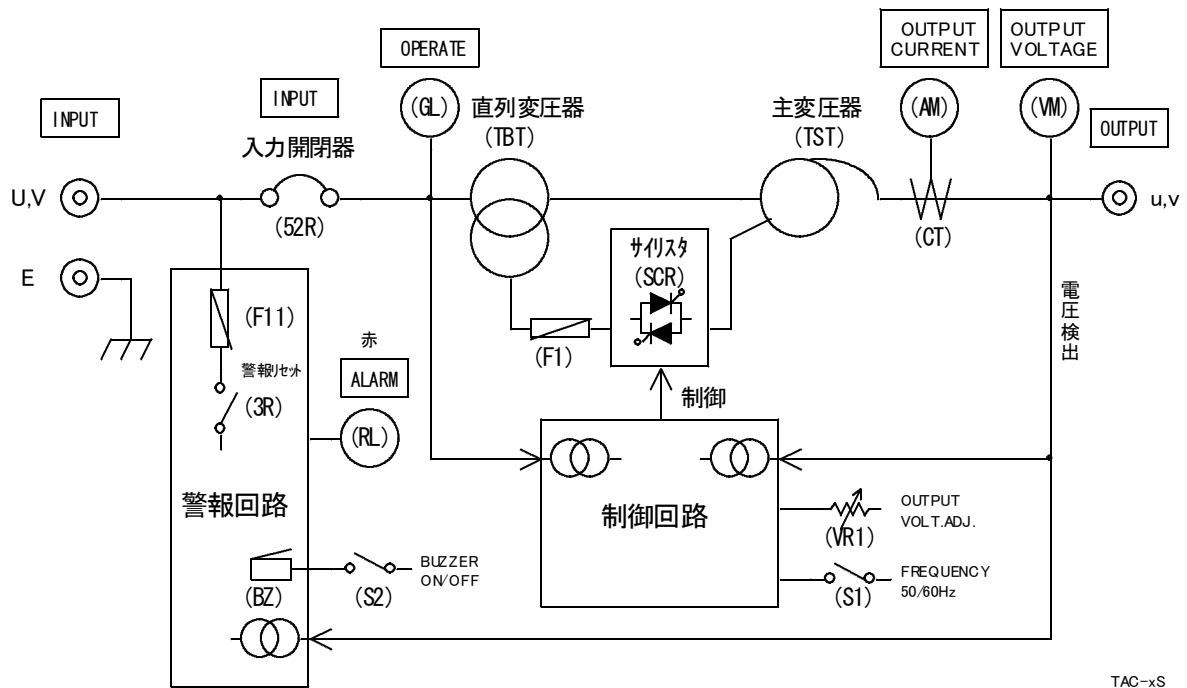 OUTPUT
CURRENT
OUTPUT
VOLTAGE
OPERATE
INPUT
INPUT
(GL)
直列変圧器
(TBT)
主変圧器
(TST)
(AM)
(VM)
OUTPUT
入力開閉器
U,V
(52R)
(CT)
u,v
E
サイリスタ
(SCR)
電圧検出
(F11)
赤
ALARM
(F1)
警報リセット
(3R)
制御
(RL)
警報回路
制御回路
OUTPUT
VOLT.ADJ.
(VR1)
BUZZER
ON/OFF
(BZ)
(S2)
FREQUENCY
50/60Hz
(S1)
TAC-xS